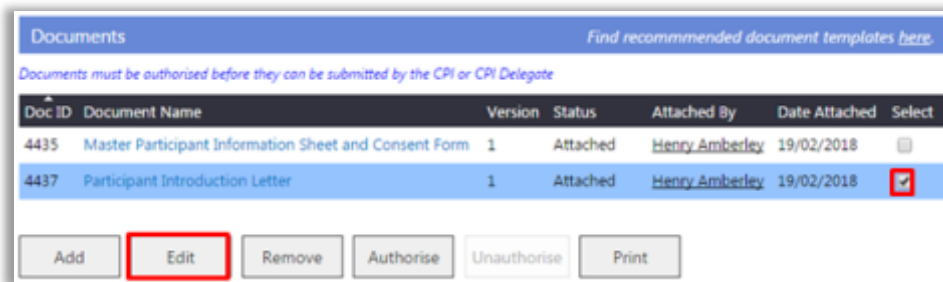 Documents Find recommmended document templates here.
Documents must be authorised before they can be submitted by the CPI or CPI Delegate
Doc ID Document Name Version Status Attached By Date Attached Select
4435 Master Participant Information Sheet and Consent Form 1 Attached Henry Amberley 19/02/2018
4437 Participant Introduction Letter 1 Attached Henry Amberley 19/02/2018
Add Edit Remove Authorise Unauthorise Print